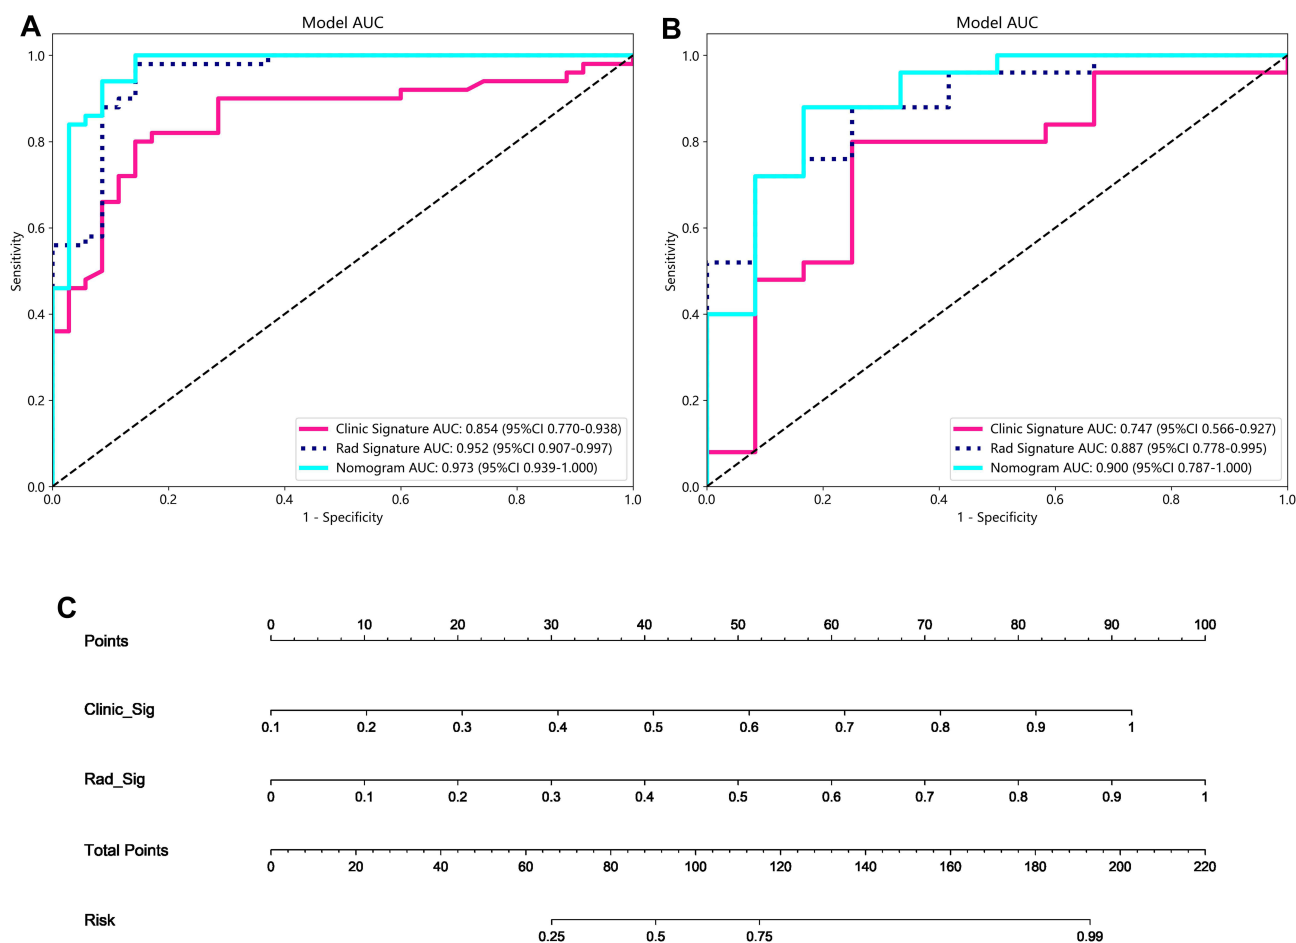 A
Model AUC
1.0
0.8
0.6
0.4
0.2
0.0
Sensitivity
0.0 0.2 0.4 0.6 0.8 1.0
1 - Specificity
Clinic Signature AUC: 0.854 (95%CI 0.770-0.938)
Rad Signature AUC: 0.952 (95%CI 0.907-0.997)
Nomogram AUC: 0.973 (95%CI 0.939-1.000)
B
Model AUC
1.0
0.8
0.6
0.4
0.2
0.0
Sensitivity
0.0 0.2 0.4 0.6 0.8 1.0
1 - Specificity
Clinic Signature AUC: 0.747 (95%CI 0.566-0.927)
Rad Signature AUC: 0.887 (95%CI 0.778-0.995)
Nomogram AUC: 0.900 (95%CI 0.787-1.000)
C
0 10 20 30 40 50 60 70 80 90 100
Points
Clinic_Sig
0.1 0.2 0.3 0.4 0.5 0.6 0.7 0.8 0.9 1
Rad_Sig
0 0.1 0.2 0.3 0.4 0.5 0.6 0.7 0.8 0.9 1
Total Points
0 20 40 60 80 100 120 140 160 180 200 220
Risk
0.25 0.5 0.75 0.99